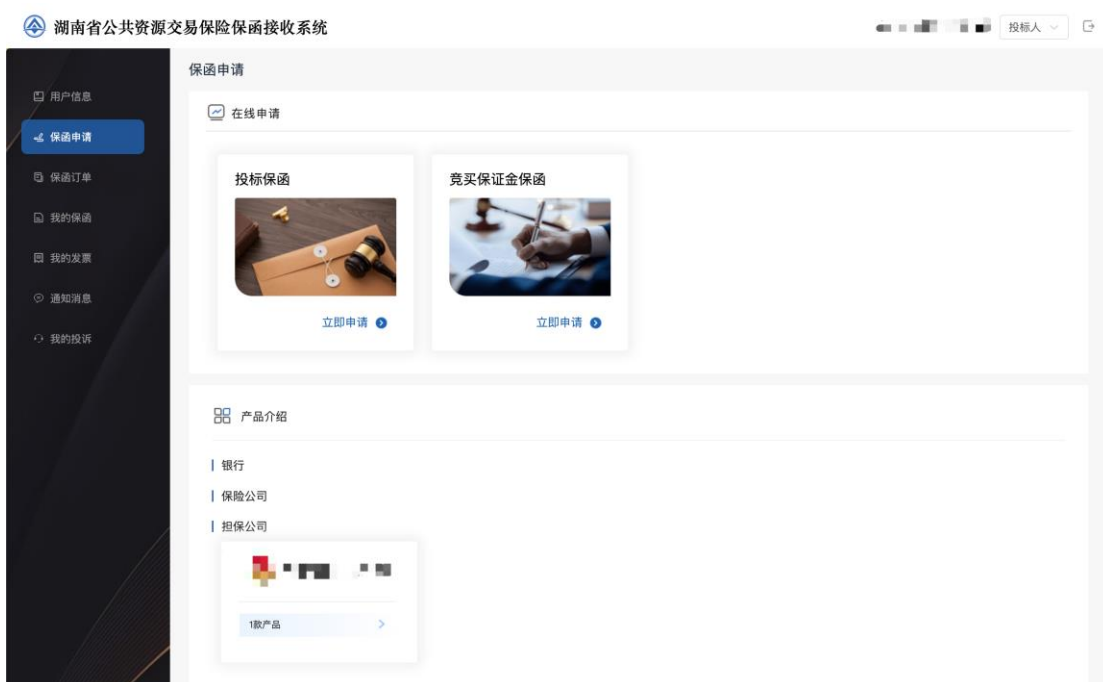 湖南省公共资源交易保险保函接收系统
投标人
用户信息
保函申请
保函订单
我的保函
我的发票
通知消息
我的投诉
保函申请
在线申请
投标保函
竞买保证金保函
立即申请
立即申请
产品介绍
银行
保险公司
担保公司
1款产品